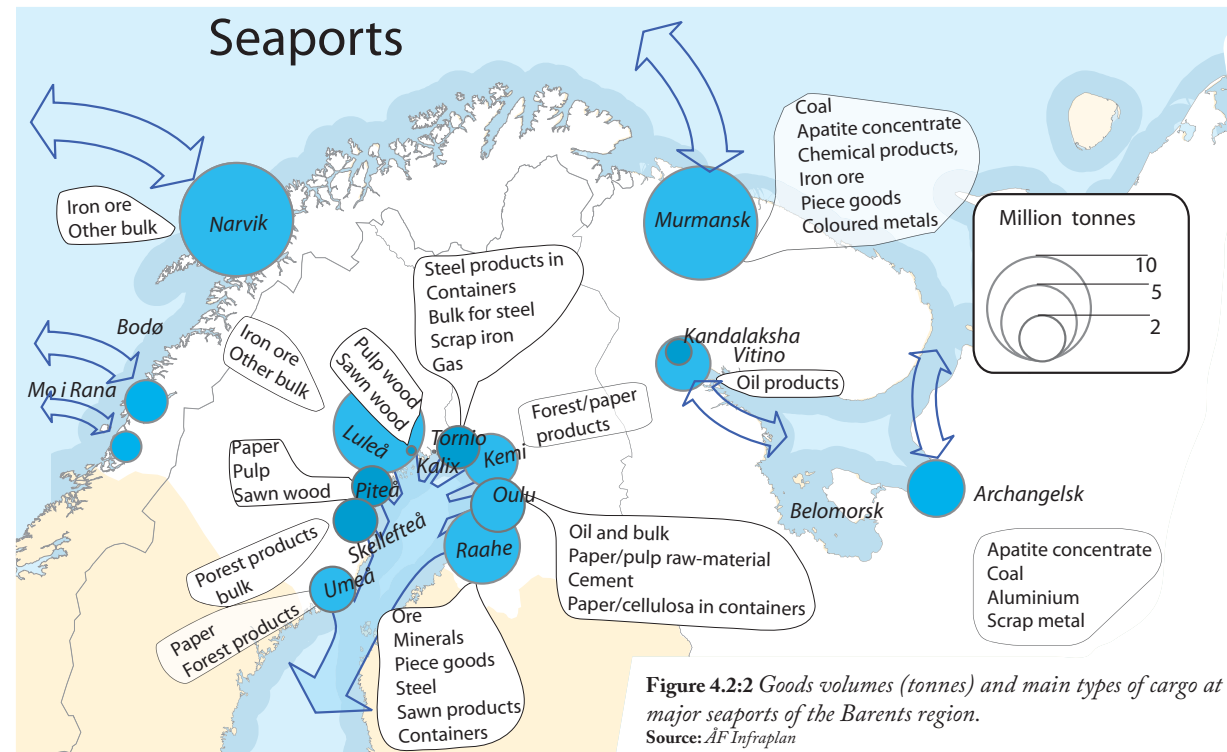 Seaports
Coal
Apatite concentrate
Chemical products,
Iron ore
Piece goods
Coloured metals
Iron ore
Other bulk
Narvik
Murmansk
Million tonnes
10
5
2
Steel products in
Containers
Bulk for steel
Scrap iron
Gas
Bodø
Iron ore
Other bulk
Pulp wood
Sawn wood
Kandalaksha
Vitino
Oil products
Mo i Rana
Forest/paper
products
Luleå
Tornio
Kalix
Kemi
Paper
Pulp
Sawn wood
Piteå
Oulu
Archangelsk
Belomorsk
Skellefteå
Raahe
Oil and bulk
Paper/pulp raw-material
Cement
Paper/cellulosa in containers
Porest products
bulk
Umeå
Apatite concentrate
Coal
Aluminium
Scrap metal
Paper
Forest products
Ore
Minerals
Piece goods
Steel
Sawn products
Containers
Figure 4.2:2 Goods volumes (tonnes) and main types of cargo at
major seaports of the Barents region.
Source: ÅF Infraplan